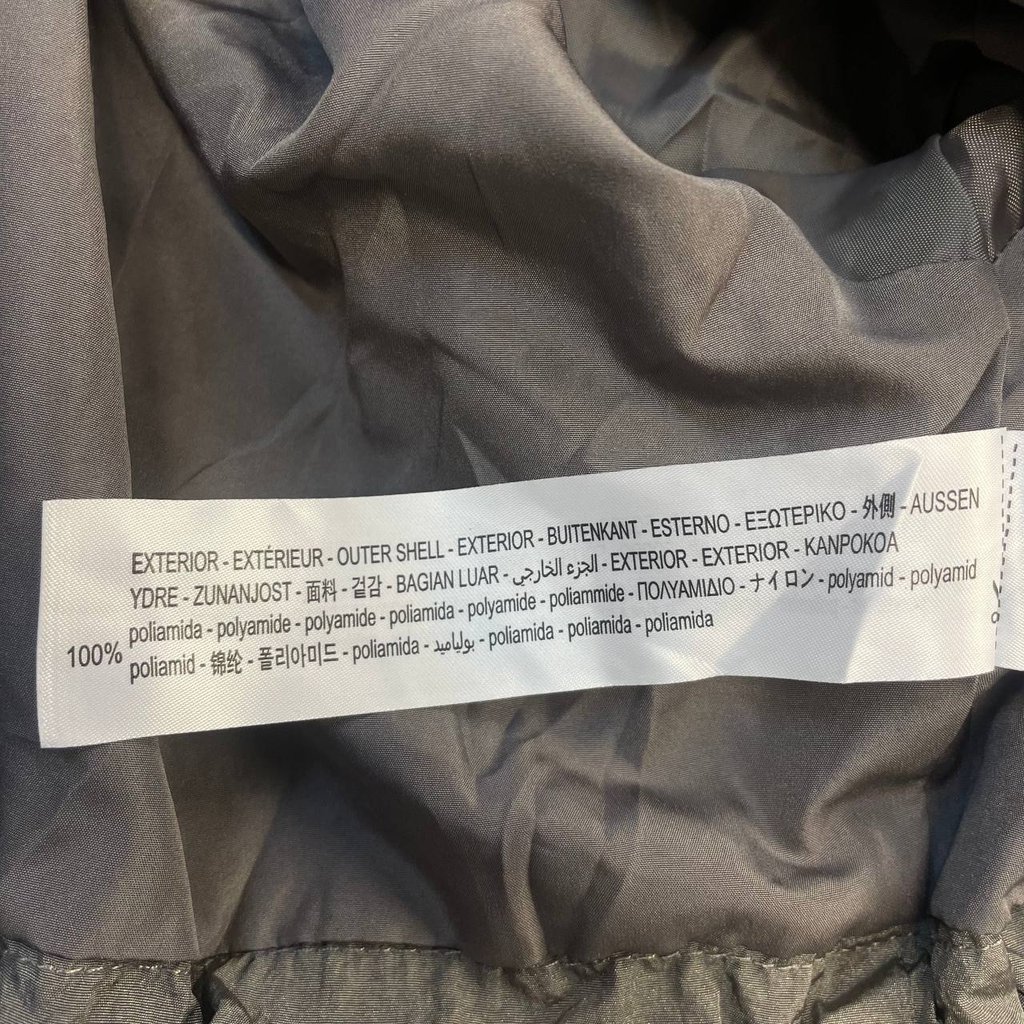 EXTERIOR - EXTÉRIEUR - OUTER SHELL - EXTERIOR - BUITENKANT - ESTERNO - ΕΞΩΤΕΡΙΚΟ - 外側 - AUSSEN
YDRE - ZUNANJOST - 面料 - 겉감 - BAGIAN LUAR - الجزء الخارجي - EXTERIOR - EXTERIOR - KANPOKOA
100% poliamida - polyamide - polyamide - poliamida - polyamide - poliammide - ΠΟΛΥΑΜΙΔΙΟ - ナイロン - polyamid - polyamid
poliamid - 锦纶 - 폴리아미드 - poliamida - بولياميد - poliamida - poliamida - poliamida